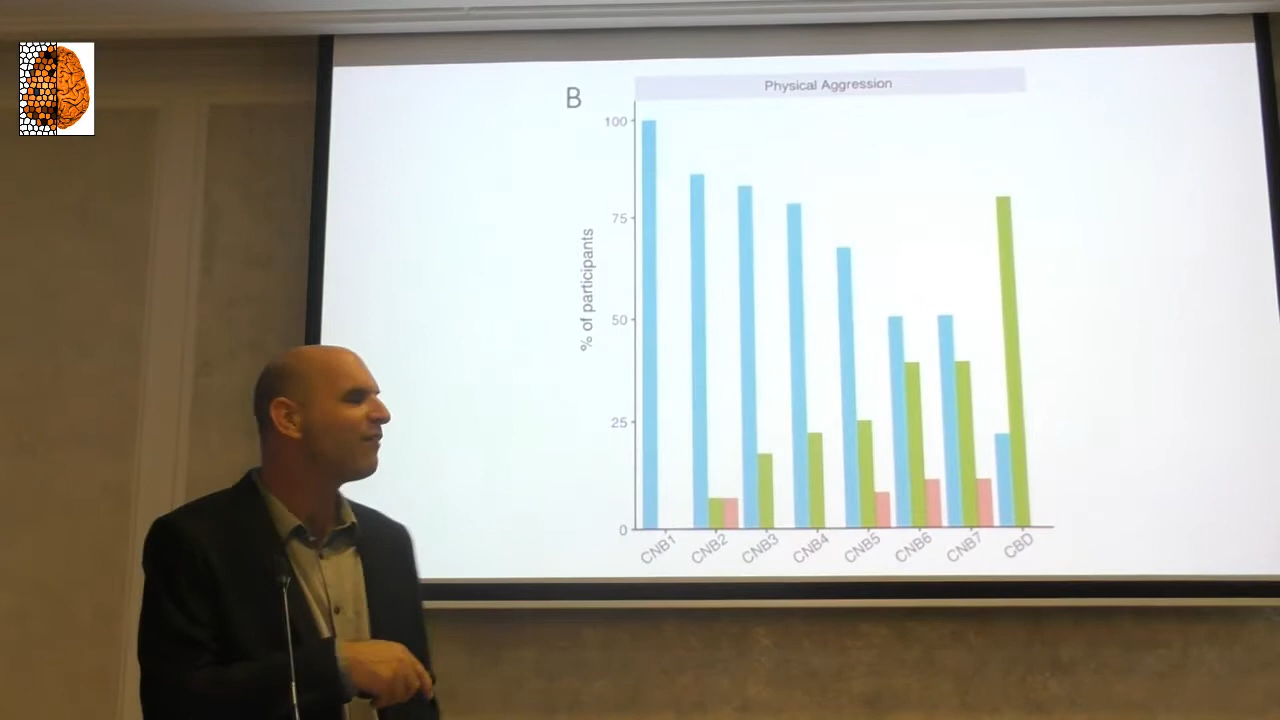 B
Physical Aggression
% of participants
100
75
50
25
0
CNB1 CNB2 CNB3 CNB4 CNB5 CNB6 CNB7 CBD